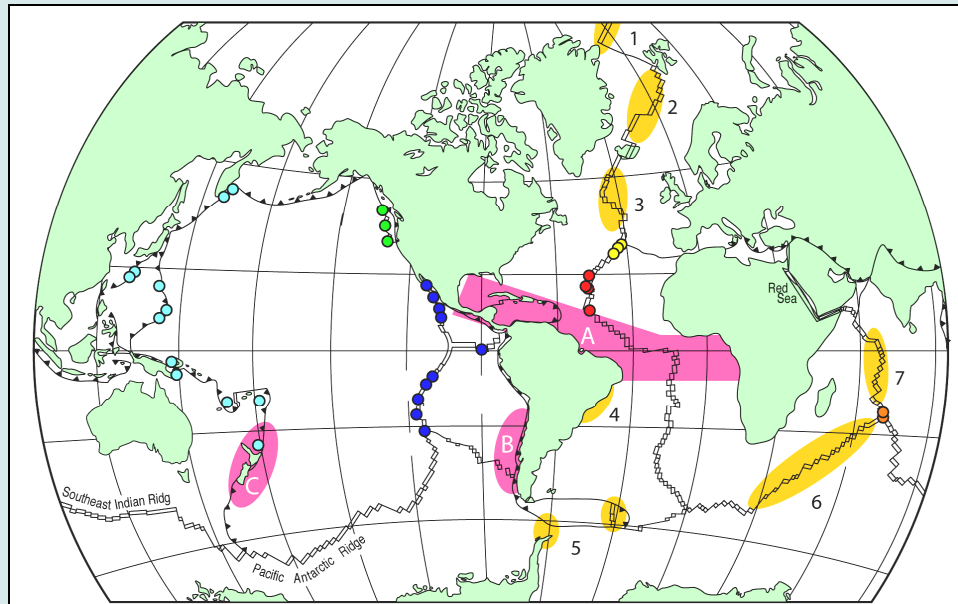 1
2
3
Red
Sea
A
7
4
B
C
Southeast Indian Ridg
6
5
Pacific Antarctic Ridge